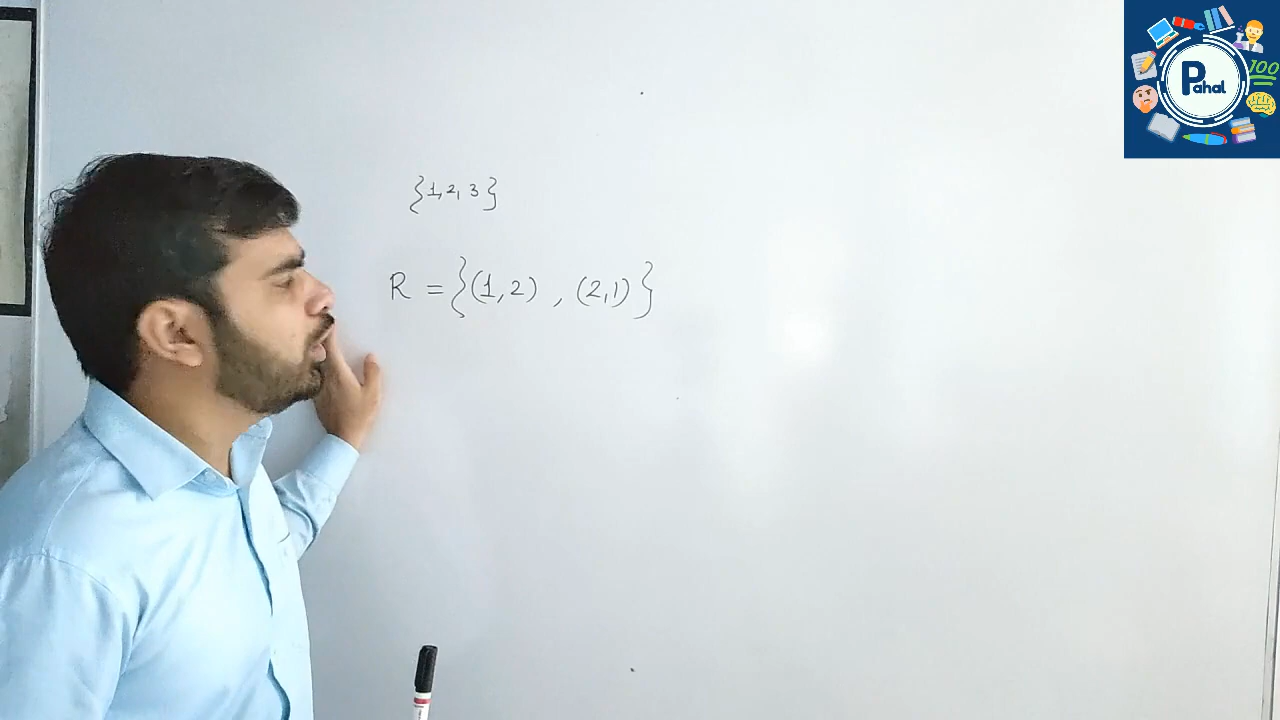 {1, 2, 3}
R = {(1, 2) , (2, 1)}
Pahal
100